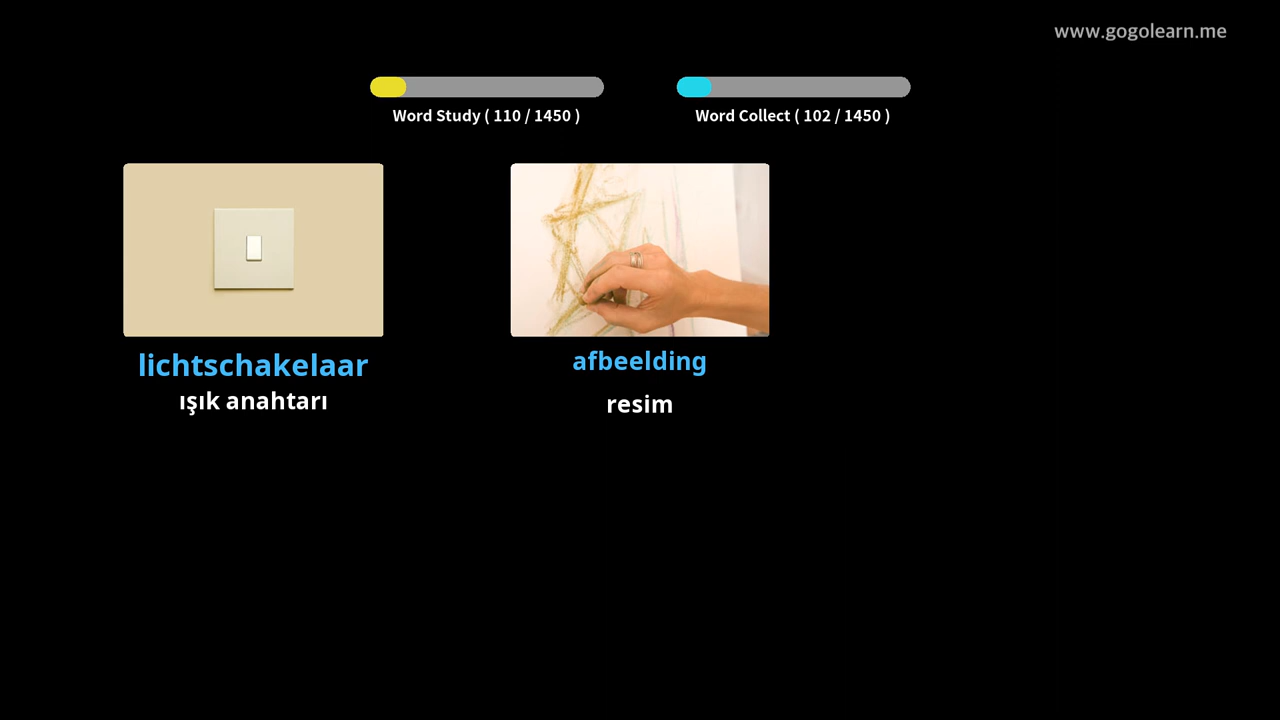 www.gogolearn.me
Word Study ( 110 / 1450 )
Word Collect ( 102 / 1450 )
lichtschakelaar
ışık anahtarı
afbeelding
resim